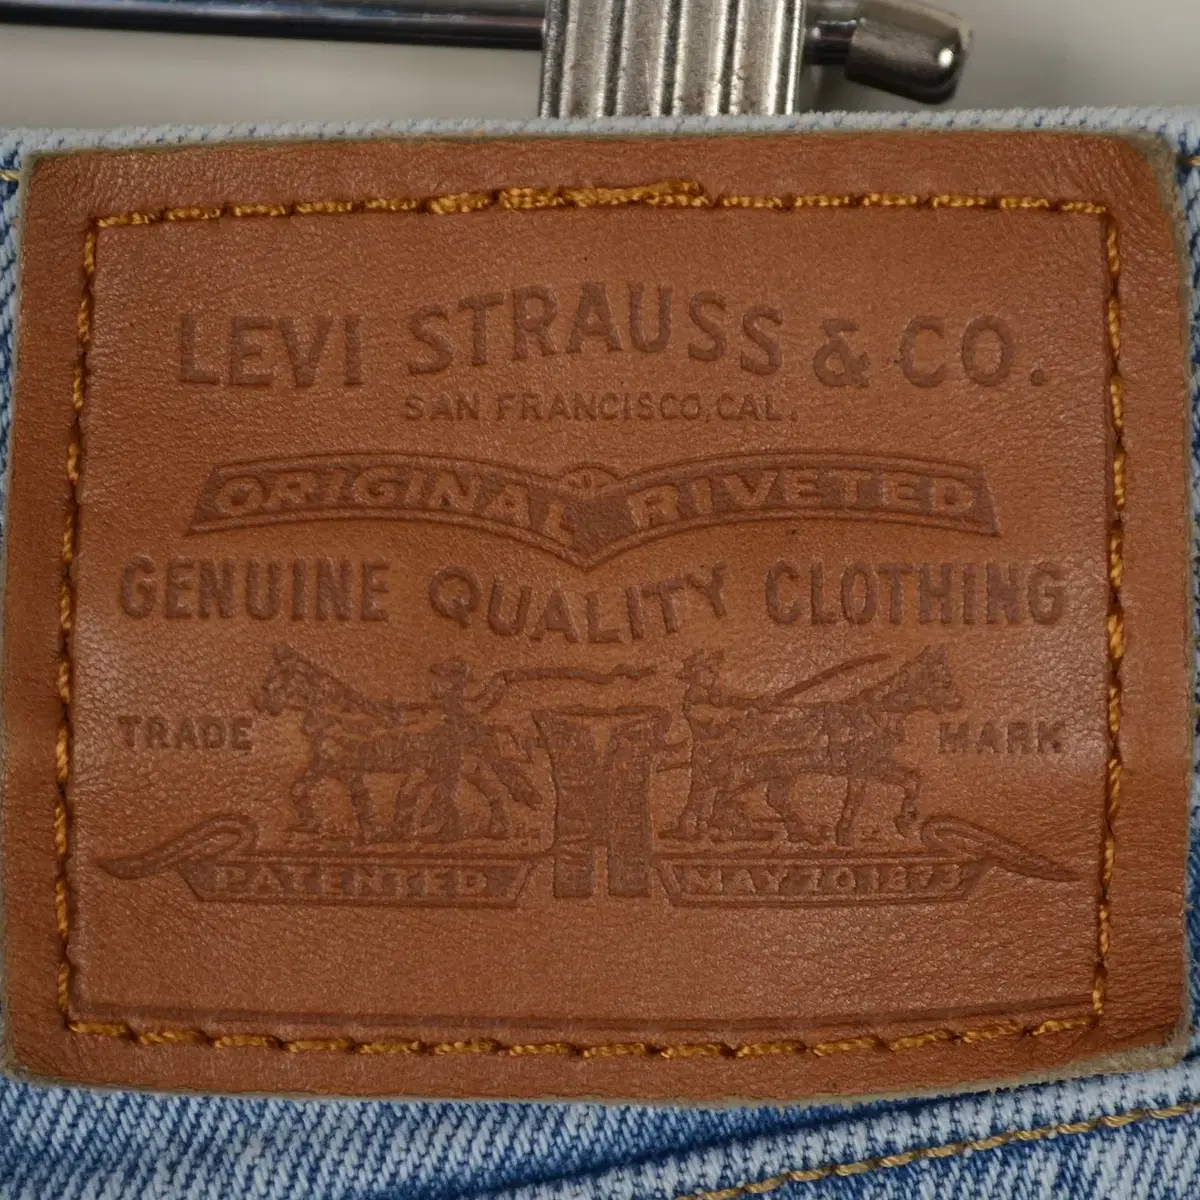 LEVI STRAUSS & CO.
SAN FRANCISCO, CAL.
ORIGINAL RIVETED
GENUINE QUALITY CLOTHING
TRADE MARK
PATENTED MAY 20 1873